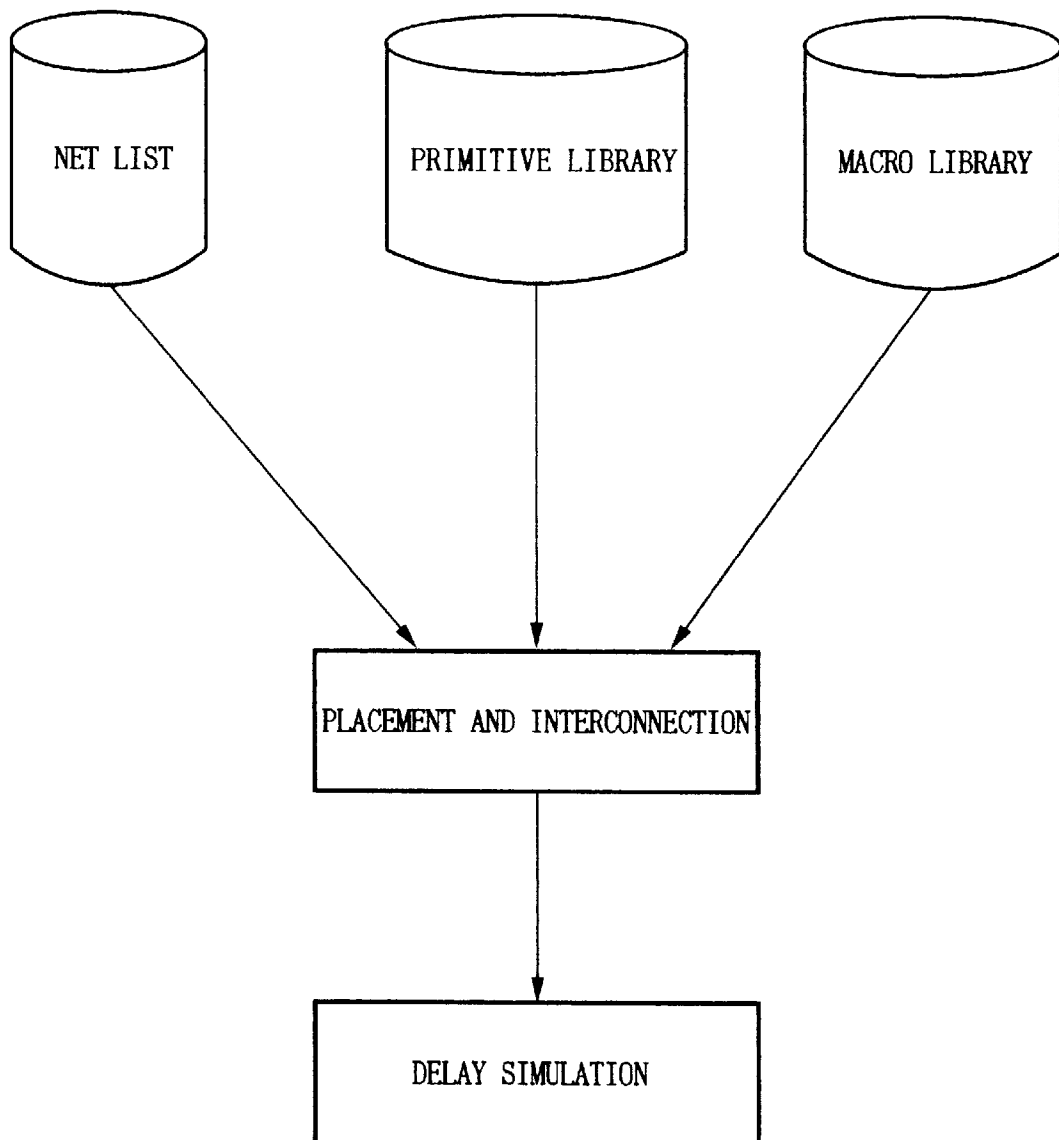 NET LIST
PRIMITIVE LIBRARY
MACRO LIBRARY
PLACEMENT AND INTERCONNECTION
DELAY SIMULATION